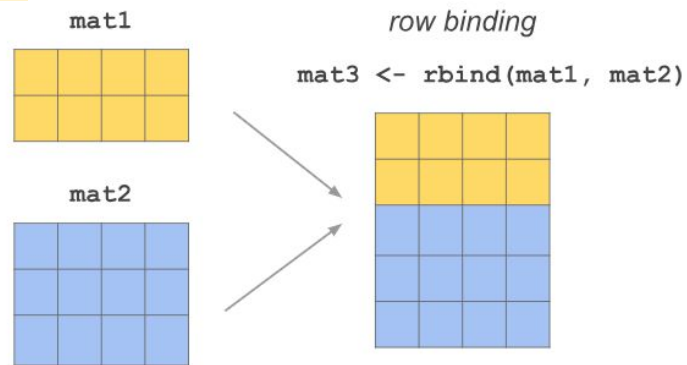 mat1
row binding
mat3 <- rbind(mat1, mat2)
mat2